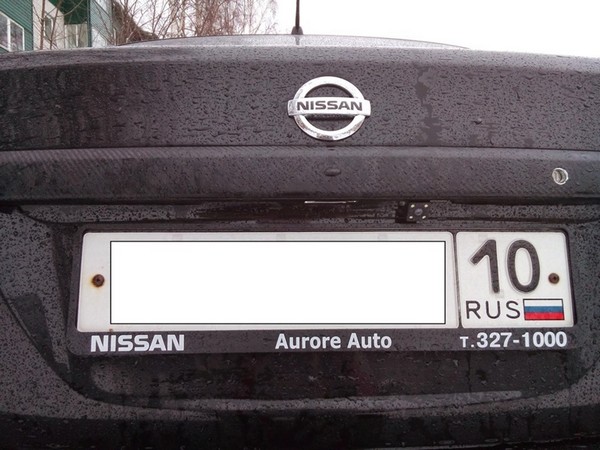 NISSAN
10
RUS
NISSAN Aurore Auto т.327-1000